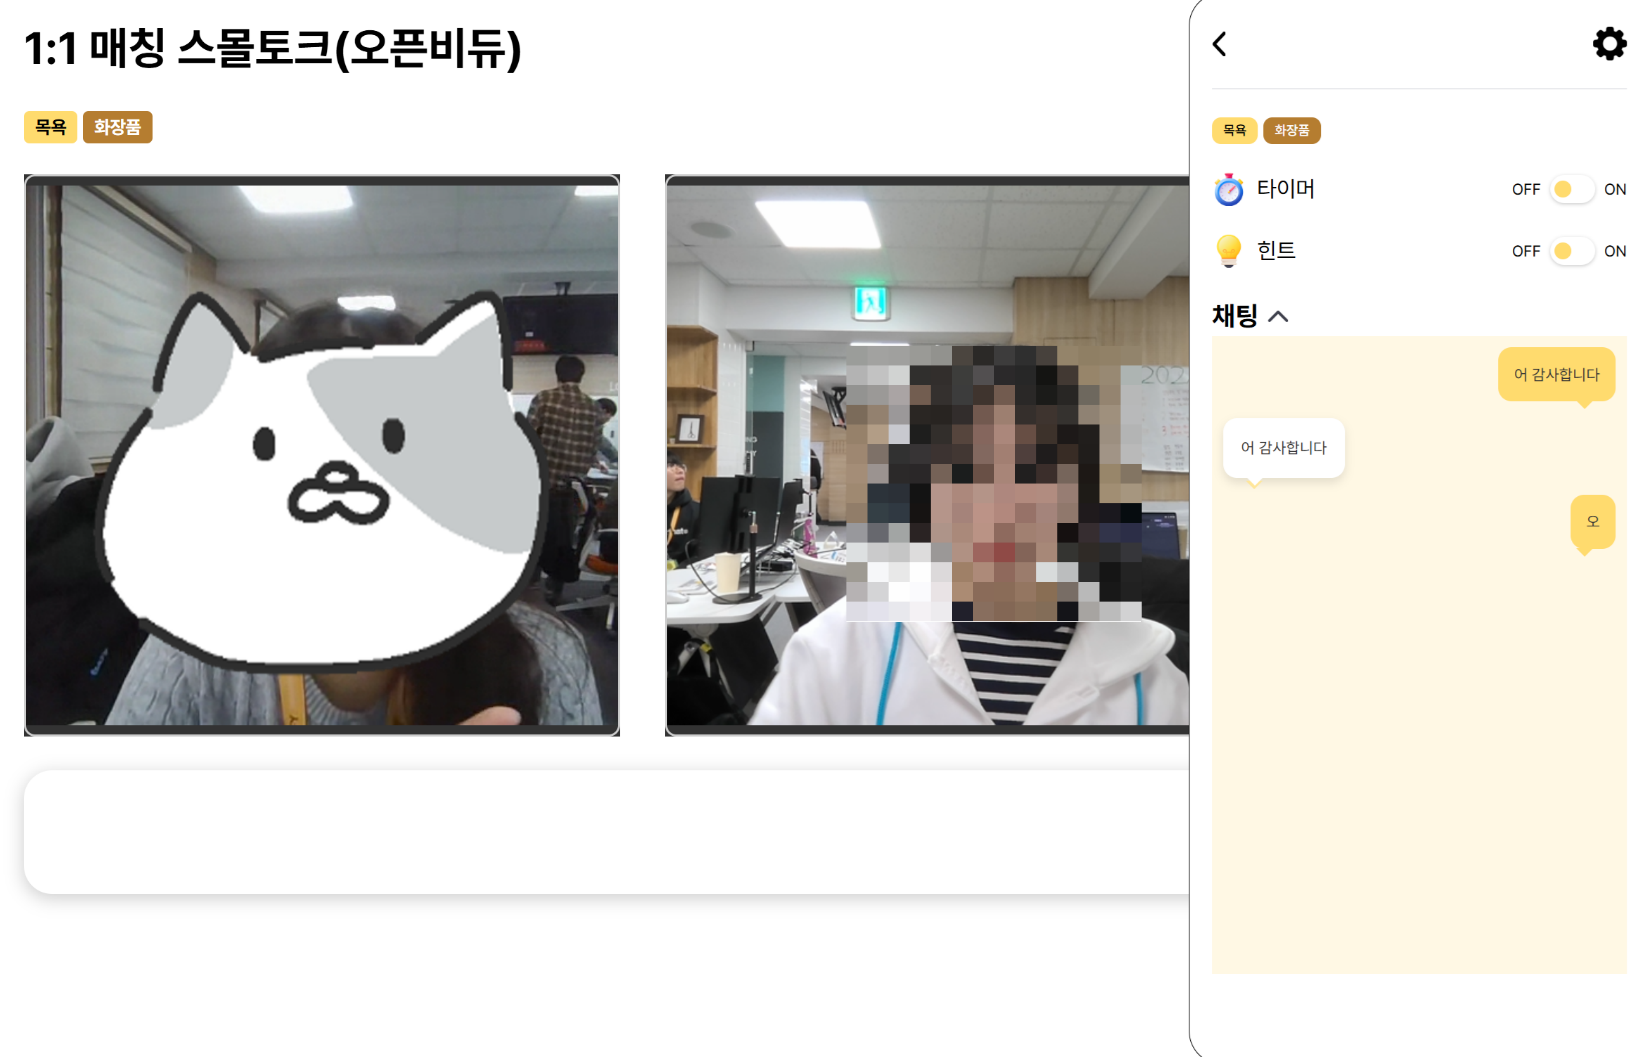 1:1 매칭 스몰토크(오픈비듀)
목욕 화장품
202
목욕 화장품
타이머 OFF ON
힌트 OFF ON
채팅
어 감사합니다
어 감사합니다
오